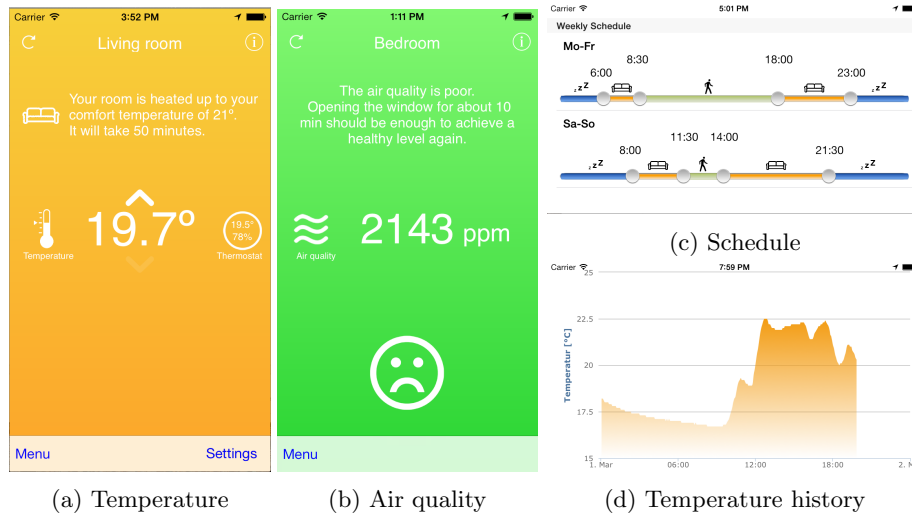 Carrier 3:52 PM
Living room
Your room is heated up to your
comfort temperature of 21°.
It will take 50 minutes.
19.7°
19.5°
78%
Temperature
Thermostat
Menu Settings
(a) Temperature
Carrier 1:11 PM
Bedroom
The air quality is poor.
Opening the window for about 10
min should be enough to achieve a
healthy level again.
2143 ppm
Air quality
Menu
(b) Air quality
Carrier 5:01 PM
Weekly Schedule
Mo-Fr
8:30 18:00
6:00 23:00
zzZ zzZ
Sa-So
11:30 14:00
8:00 21:30
zzZ zzZ
(c) Schedule
Carrier 7:59 PM
25
22.5
20
17.5
15
Temperatur [°C]
1. Mar 06:00 12:00 18:00 2. M
(d) Temperature history